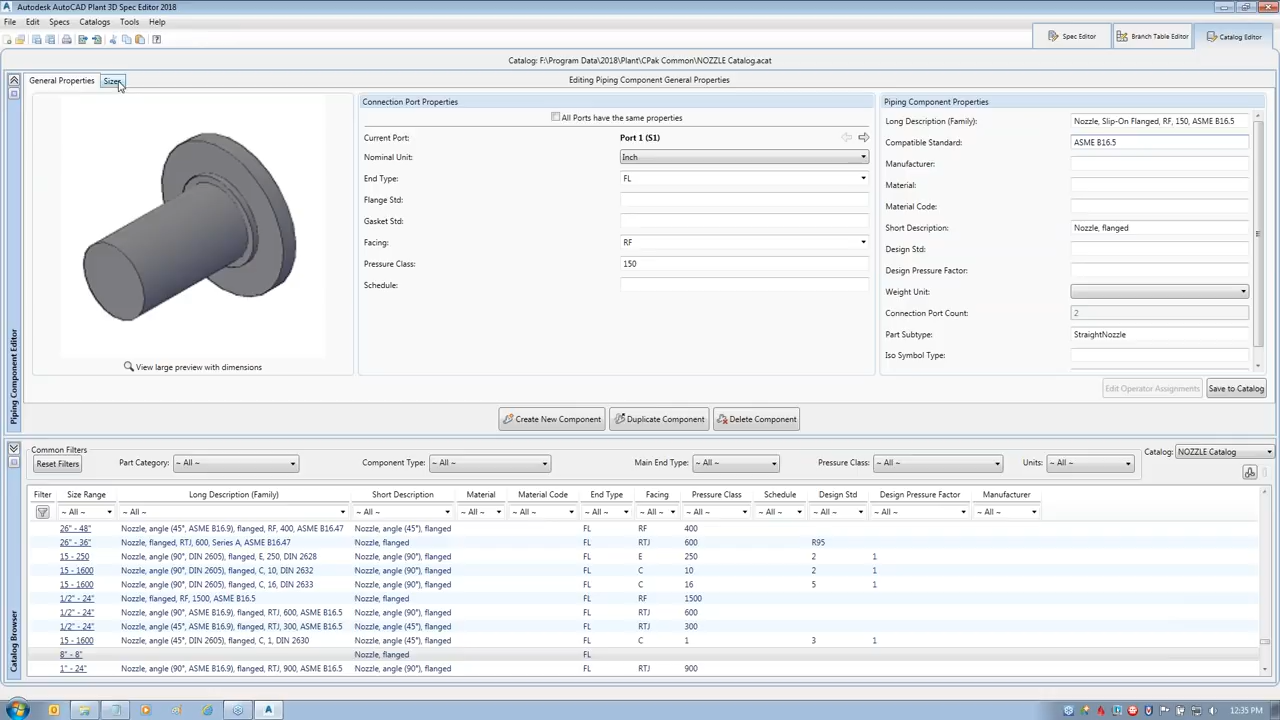 Autodesk AutoCAD Plant 3D Spec Editor 2018
File Edit Specs Catalogs Tools Help
Spec Editor Branch Table Editor Catalog Editor
Catalog: F:\Program Data\2018\Plant\CPak Common\NOZZLE Catalog.acat
General Properties Sizes Editing Piping Component General Properties
Connection Port Properties
All Ports have the same properties
Current Port: Port 1 (S1)
Nominal Unit: Inch
End Type: FL
Flange Std:
Gasket Std:
Facing: RF
Pressure Class: 150
Schedule:
Piping Component Properties
Long Description (Family): Nozzle, Slip-On Flanged, RF, 150, ASME B16.5
Compatible Standard: ASME B16.5
Manufacturer:
Material:
Material Code:
Short Description: Nozzle, flanged
Design Std:
Design Pressure Factor:
Weight Unit:
Connection Port Count: 2
Part Subtype: StraightNozzle
Iso Symbol Type:
View large preview with dimensions
Edit Operator Assignments Save to Catalog
Piping Component Editor
Create New Component Duplicate Component Delete Component
Common Filters
Catalog: NOZZLE Catalog
Reset Filters Part Category: ~ All ~ Component Type: ~ All ~ Main End Type: ~ All ~ Pressure Class: ~ All ~ Units: ~ All ~
Filter Size Range Long Description (Family) Short Description Material Material Code End Type Facing Pressure Class Schedule Design Std Design Pressure Factor Manufacturer
~ All ~ ~ All ~ ~ All ~ ~ All ~ ~ All ~ ~ All ~ ~ All ~ ~ All ~ ~ All ~ ~ All ~ ~ All ~ ~ All ~
26" - 48" Nozzle, angle (45°, ASME B16.9), flanged, RF, 400, ASME B16.47 Nozzle, angle (45°), flanged FL RF 400
26" - 36" Nozzle, flanged, RTJ, 600, Series A, ASME B16.47 Nozzle, flanged FL RTJ 600 R95
15 - 250 Nozzle, angle (90°, DIN 2605), flanged, E, 250, DIN 2628 Nozzle, angle (90°), flanged FL E 250 2 1
15 - 1600 Nozzle, angle (90°, DIN 2605), flanged, C, 10, DIN 2632 Nozzle, angle (90°), flanged FL C 10 2 1
15 - 1600 Nozzle, angle (90°, DIN 2605), flanged, C, 16, DIN 2633 Nozzle, angle (90°), flanged FL C 16 5 1
1/2" - 24" Nozzle, flanged, RF, 1500, ASME B16.5 Nozzle, flanged FL RF 1500
1/2" - 24" Nozzle, angle (90°, ASME B16.9), flanged, RTJ, 600, ASME B16.5 Nozzle, angle (90°), flanged FL RTJ 600
1/2" - 24" Nozzle, angle (45°, ASME B16.9), flanged, RTJ, 300, ASME B16.5 Nozzle, angle (45°), flanged FL RTJ 300
15 - 1600 Nozzle, angle (45°, DIN 2605), flanged, C, 1, DIN 2630 Nozzle, angle (45°), flanged FL C 1 3 1
8" - 8" Nozzle, flanged FL
1" - 24" Nozzle, angle (90°, ASME B16.9), flanged, RTJ, 900, ASME B16.5 Nozzle, angle (90°), flanged FL RTJ 900
Catalog Browser
12:35 PM